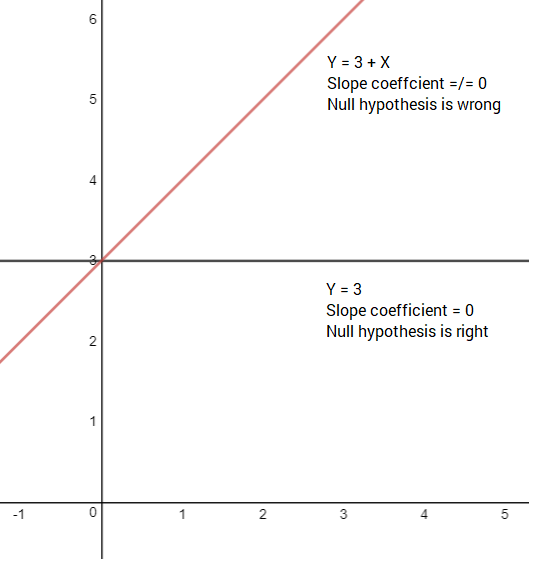 6
Y = 3 + X
Slope coeffcient =/= 0
5
Null hypothesis is wrong
4
3
Y = 3
Slope coefficient = 0
Null hypothesis is right
2
1
-1 0 1 2 3 4 5